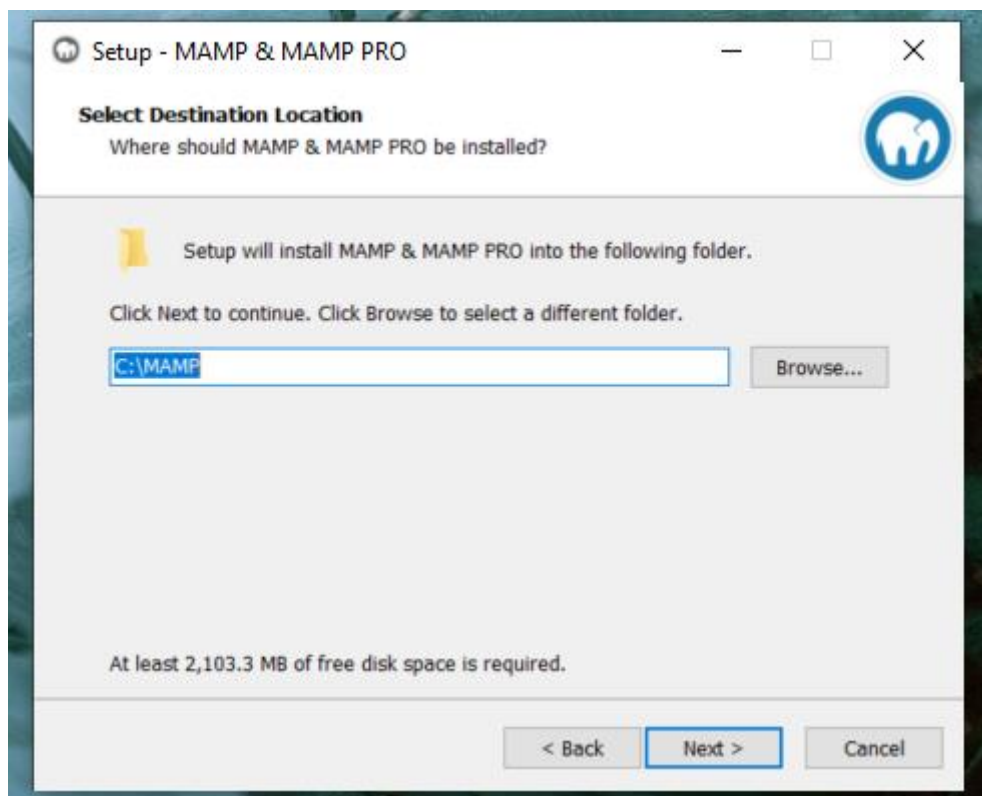 Setup - MAMP & MAMP PRO
Select Destination Location
Where should MAMP & MAMP PRO be installed?
Setup will install MAMP & MAMP PRO into the following folder.
Click Next to continue. Click Browse to select a different folder.
C:\MAMP
Browse...
At least 2,103.3 MB of free disk space is required.
< Back
Next >
Cancel